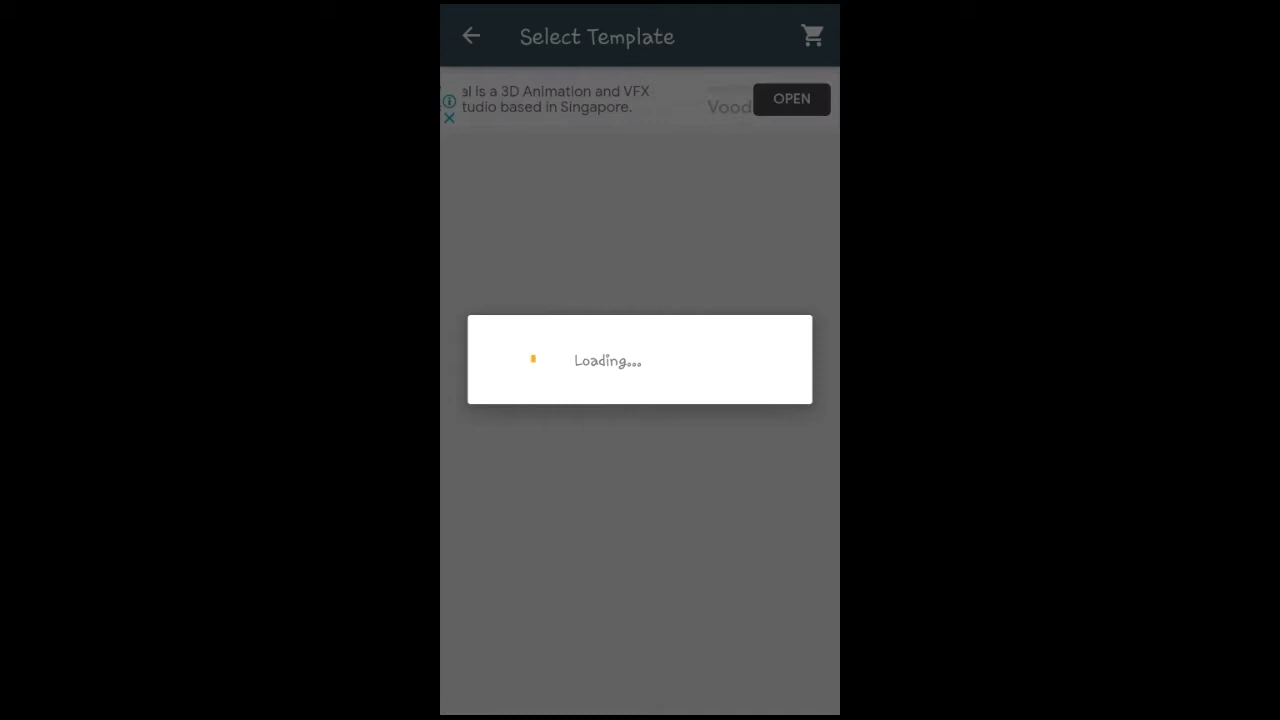 Select Template
al is a 3D Animation and VFX
tudio based in Singapore.
Vood
OPEN
Loading...